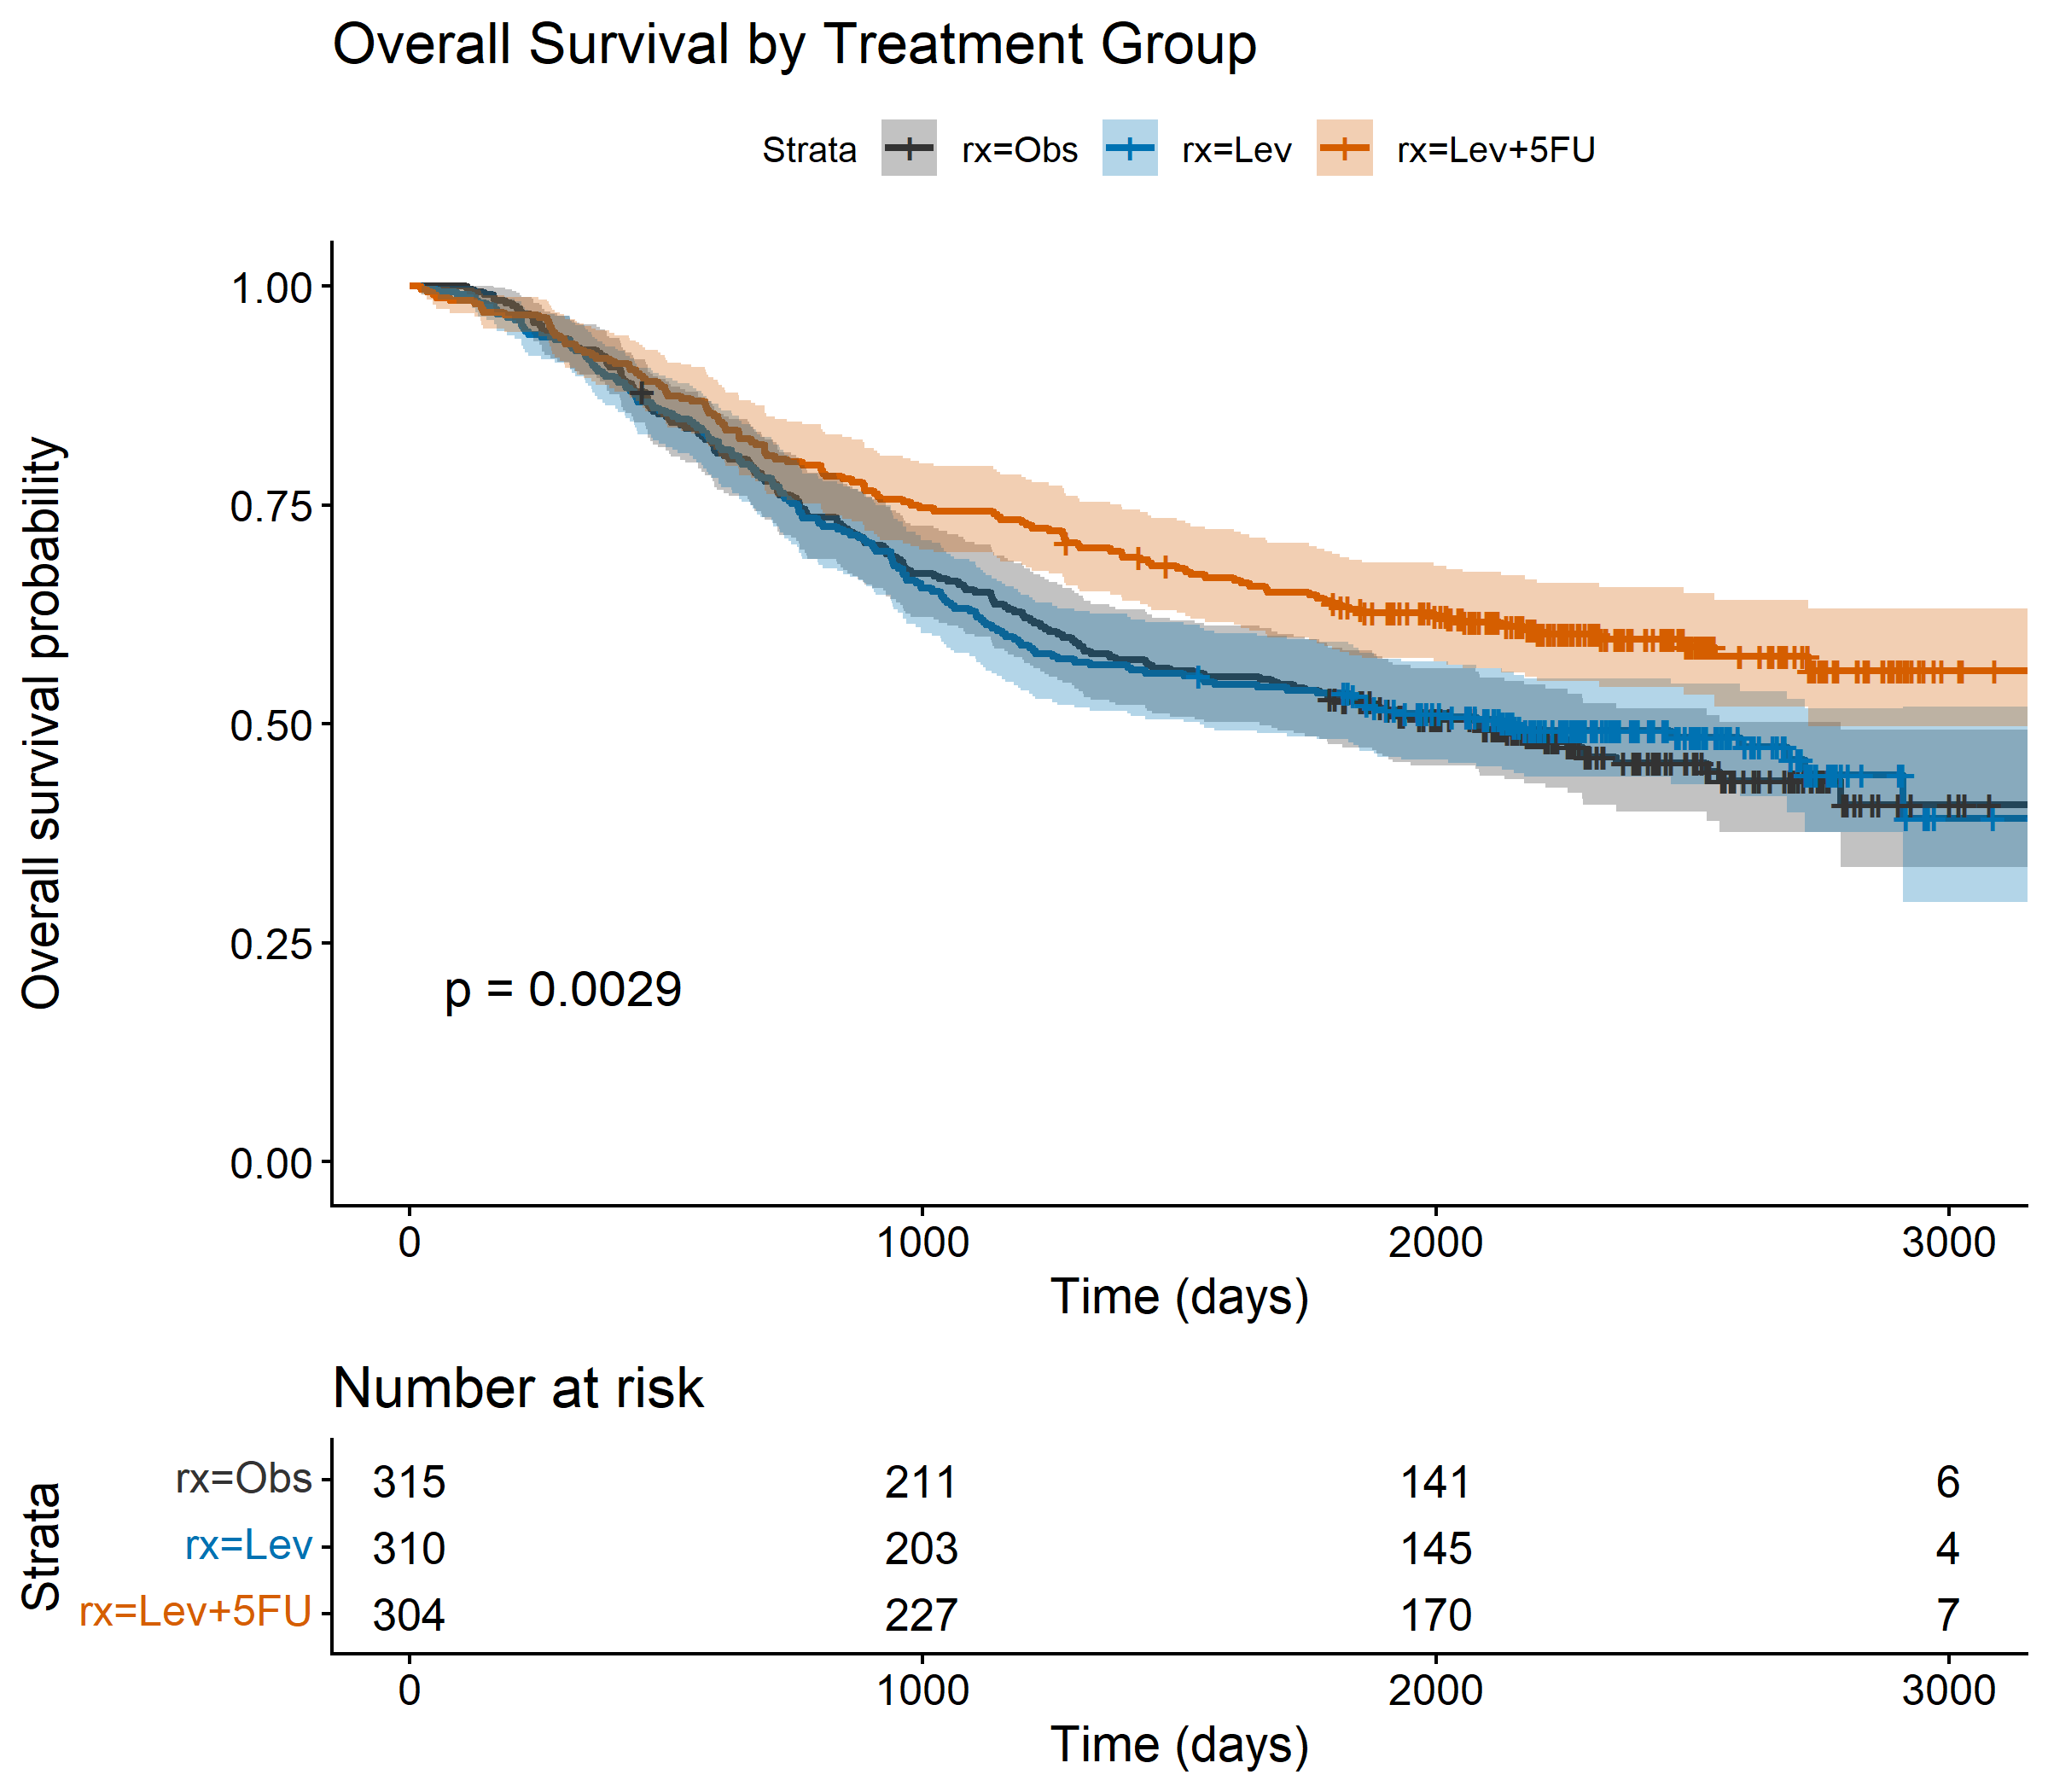 Overall Survival by Treatment Group
Strata rx=Obs rx=Lev rx=Lev+5FU
Overall survival probability
1.00
0.75
0.50
0.25
0.00
p = 0.0029
0 1000 2000 3000
Time (days)
Number at risk
Strata
rx=Obs 315 211 141 6
rx=Lev 310 203 145 4
rx=Lev+5FU 304 227 170 7
0 1000 2000 3000
Time (days)